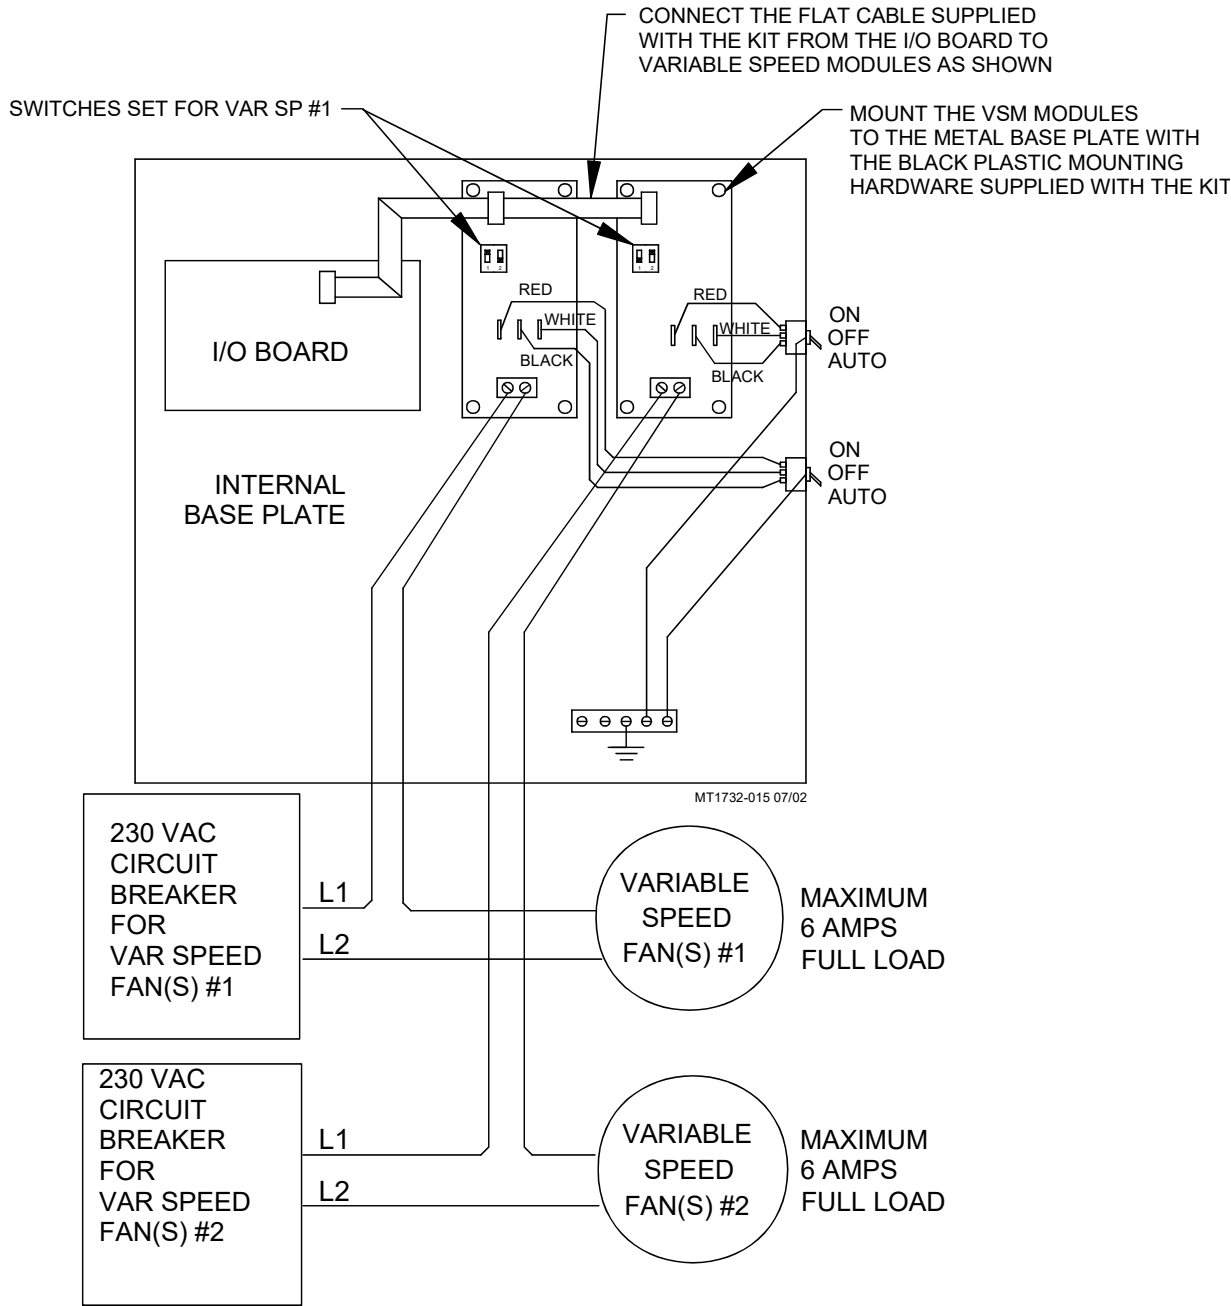 CONNECT THE FLAT CABLE SUPPLIED
WITH THE KIT FROM THE I/O BOARD TO
VARIABLE SPEED MODULES AS SHOWN
SWITCHES SET FOR VAR SP #1
MOUNT THE VSM MODULES
TO THE METAL BASE PLATE WITH
THE BLACK PLASTIC MOUNTING
HARDWARE SUPPLIED WITH THE KIT
1 2
1 2
RED
WHITE
BLACK
RED
WHITE
BLACK
I/O BOARD
ON
OFF
AUTO
ON
OFF
AUTO
INTERNAL
BASE PLATE
MT1732-015 07/02
230 VAC
CIRCUIT
BREAKER
FOR
VAR SPEED
FAN(S) #1
L1
L2
VARIABLE
SPEED
FAN(S) #1
MAXIMUM
6 AMPS
FULL LOAD
230 VAC
CIRCUIT
BREAKER
FOR
VAR SPEED
FAN(S) #2
L1
L2
VARIABLE
SPEED
FAN(S) #2
MAXIMUM
6 AMPS
FULL LOAD